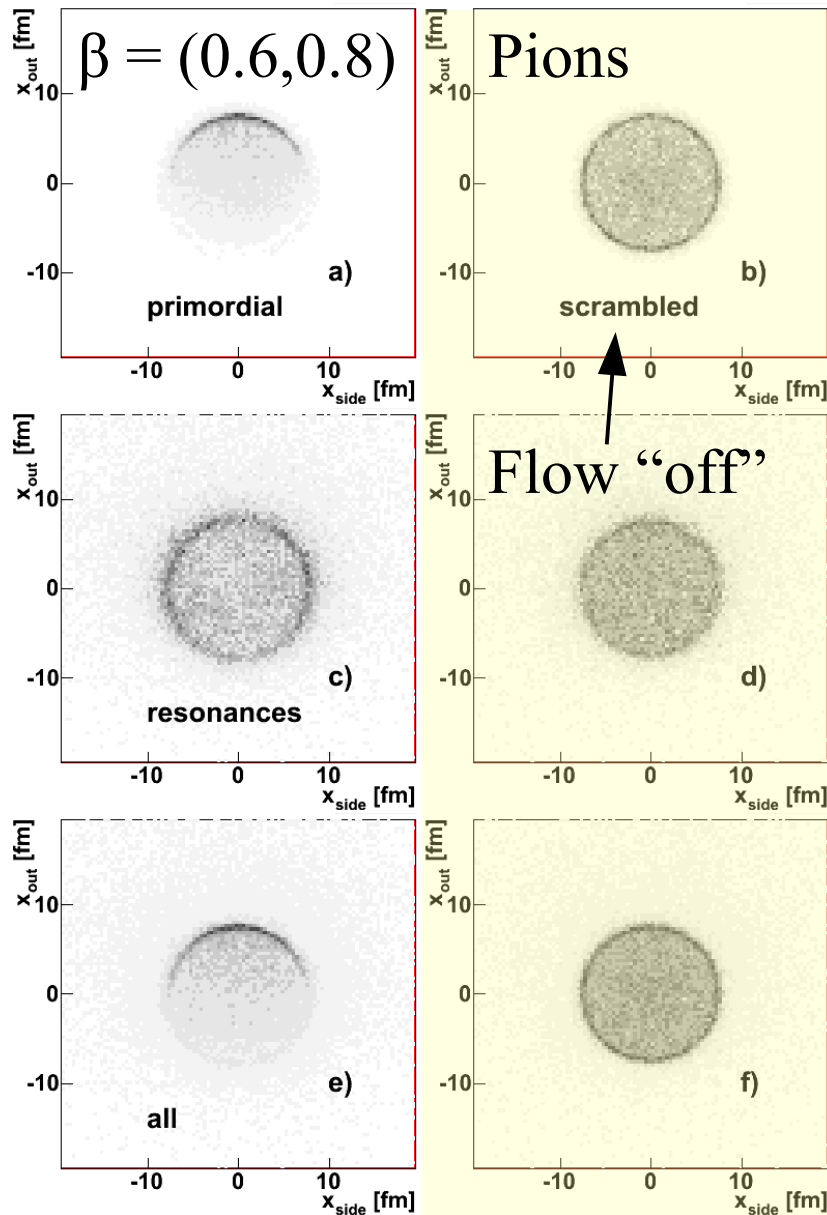 β = (0.6,0.8)
Pions
x_out [fm]
10
0
-10
a)
primordial
-10
0
10
x_side [fm]
x_out [fm]
10
0
-10
b)
scrambled
-10
0
10
x_side [fm]
Flow “off”
x_out [fm]
10
0
-10
c)
resonances
-10
0
10
x_side [fm]
x_out [fm]
10
0
-10
d)
-10
0
10
x_side [fm]
x_out [fm]
10
0
-10
e)
all
-10
0
10
x_side [fm]
x_out [fm]
10
0
-10
f)
-10
0
10
x_side [fm]